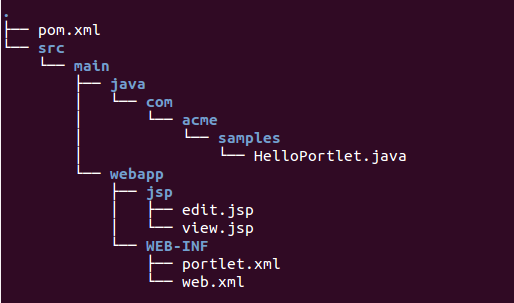 .
├── pom.xml
└── src
    └── main
        ├── java
        │   └── com
        │       └── acme
        │           └── samples
        │               └── HelloPortlet.java
        └── webapp
            ├── jsp
            │   ├── edit.jsp
            │   └── view.jsp
            └── WEB-INF
                ├── portlet.xml
                └── web.xml